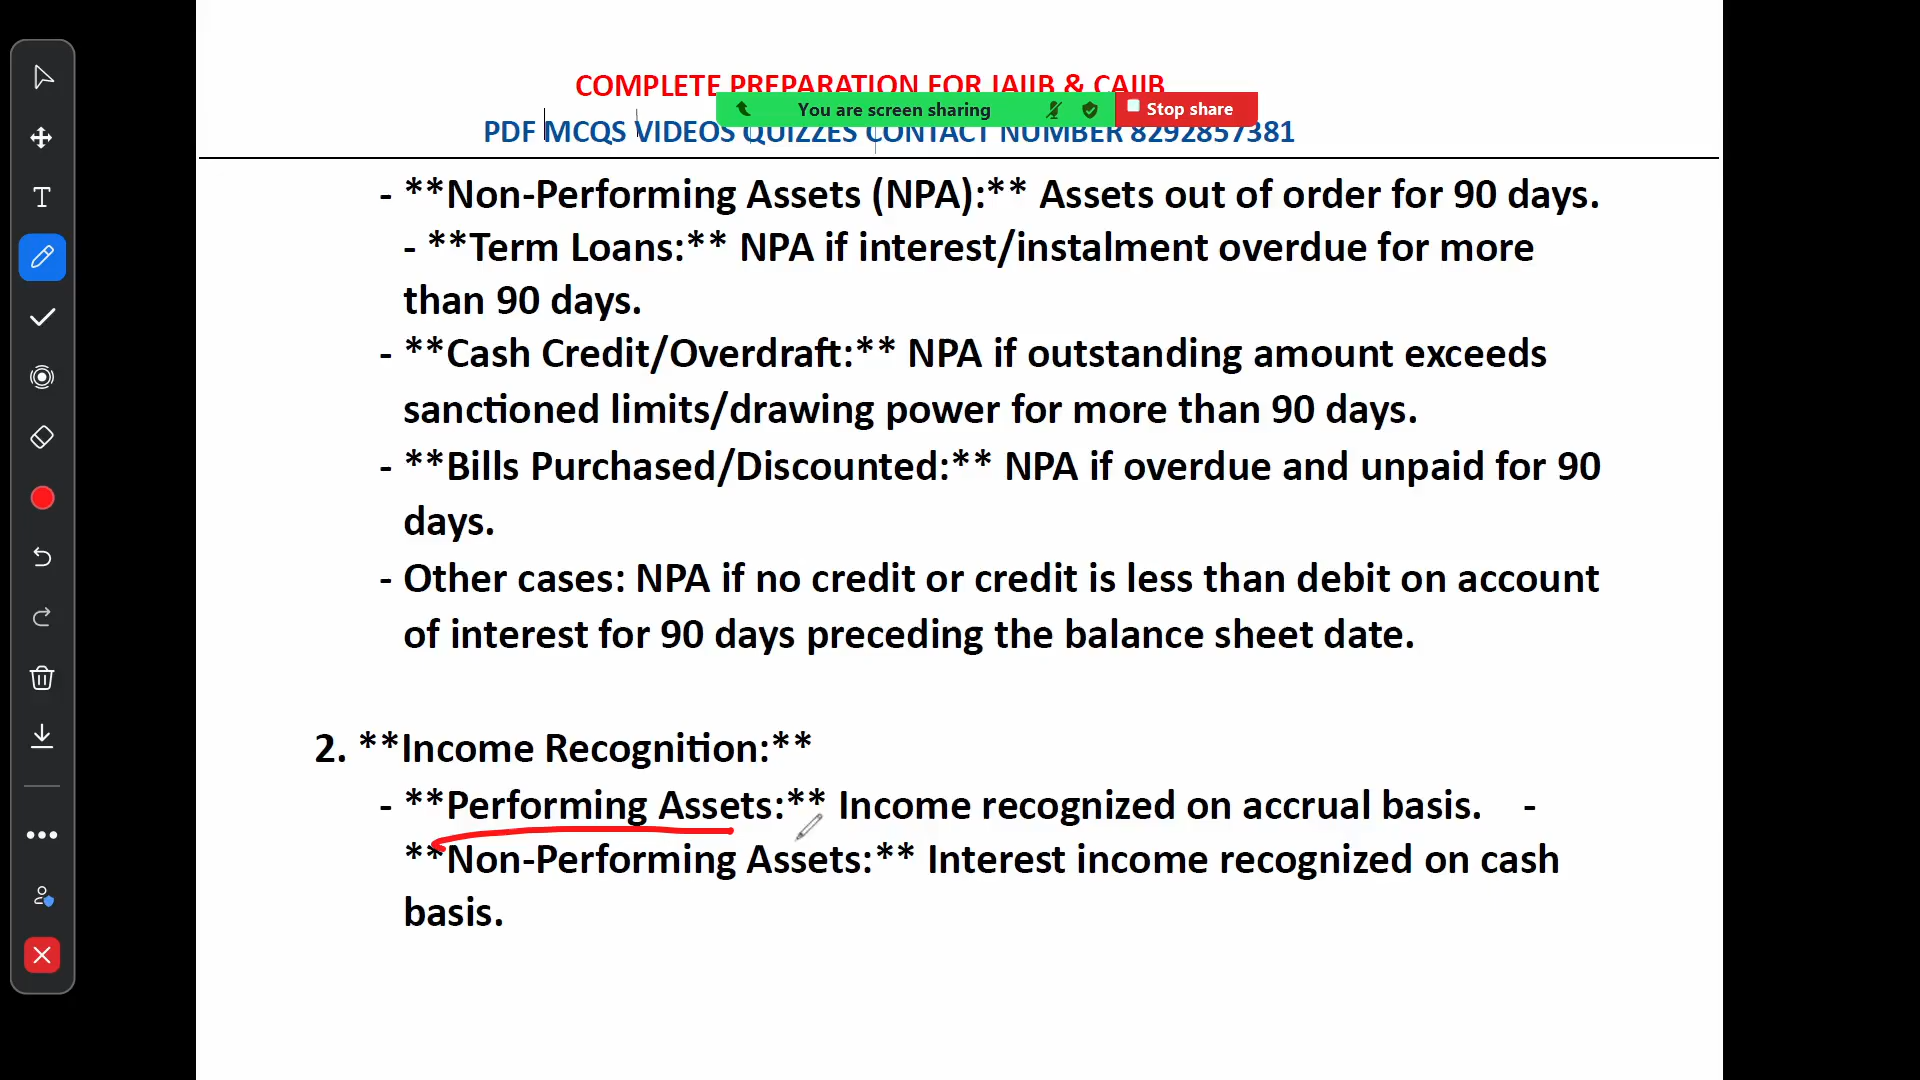 COMPLETE PREPARATION FOR JAIIB & CAIIB
You are screen sharing Stop share
PDF MCQS VIDEOS QUIZZES CONTACT NUMBER 8292857381
- **Non-Performing Assets (NPA):** Assets out of order for 90 days.
- **Term Loans:** NPA if interest/instalment overdue for more
than 90 days.
- **Cash Credit/Overdraft:** NPA if outstanding amount exceeds
sanctioned limits/drawing power for more than 90 days.
- **Bills Purchased/Discounted:** NPA if overdue and unpaid for 90
days.
- Other cases: NPA if no credit or credit is less than debit on account
of interest for 90 days preceding the balance sheet date.
2. **Income Recognition:**
- **Performing Assets:** Income recognized on accrual basis. -
**Non-Performing Assets:** Interest income recognized on cash
basis.